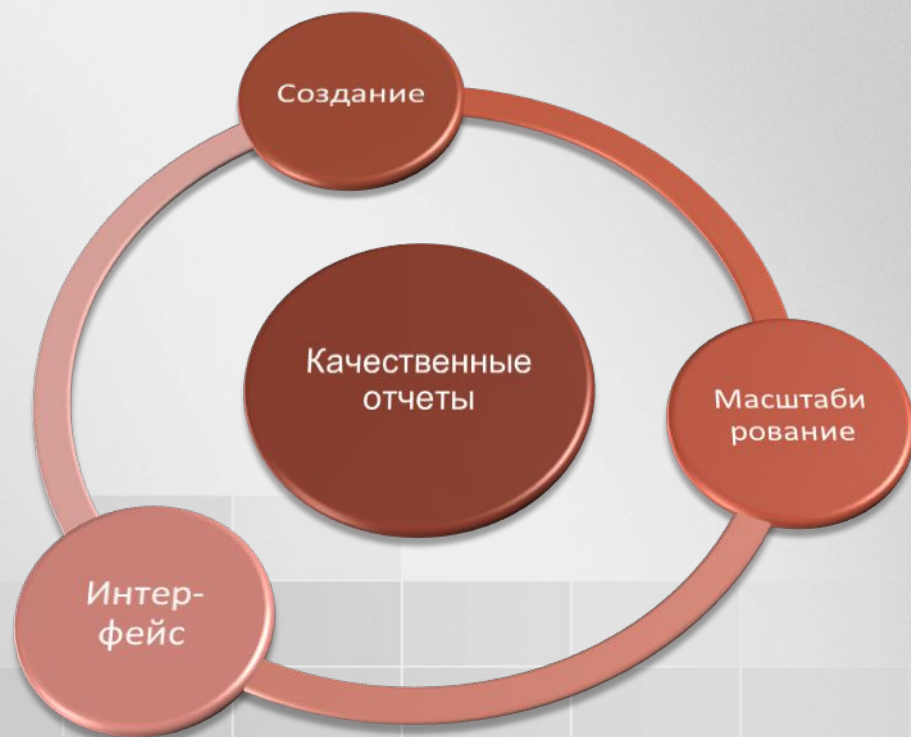 Создание
Качественные
отчеты
Масштаби
рование
Интер-
фейс